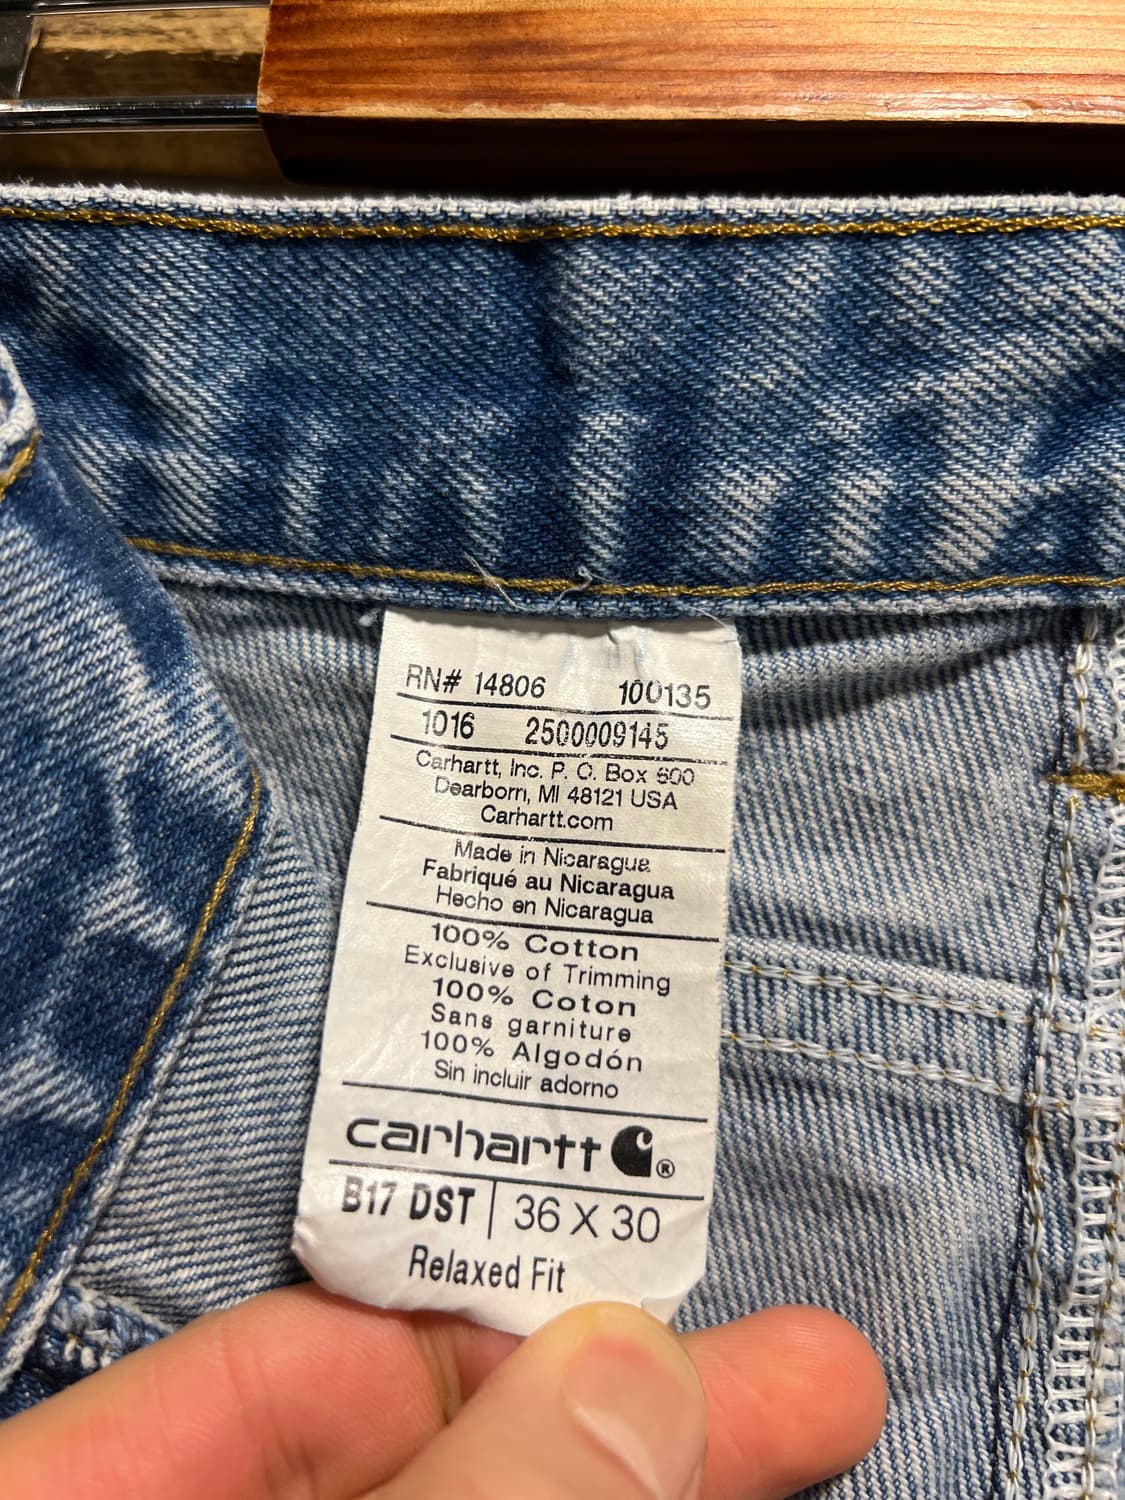 RN# 14806 100135
1016 2500009145
Carhartt, Inc. P. O. Box 600
Dearborn, MI 48121 USA
Carhartt.com
Made in Nicaragua
Fabriqué au Nicaragua
Hecho en Nicaragua
100% Cotton
Exclusive of Trimming
100% Coton
Sans garniture
100% Algodón
Sin incluir adorno
carhartt ®
B17 DST | 36 X 30
Relaxed Fit